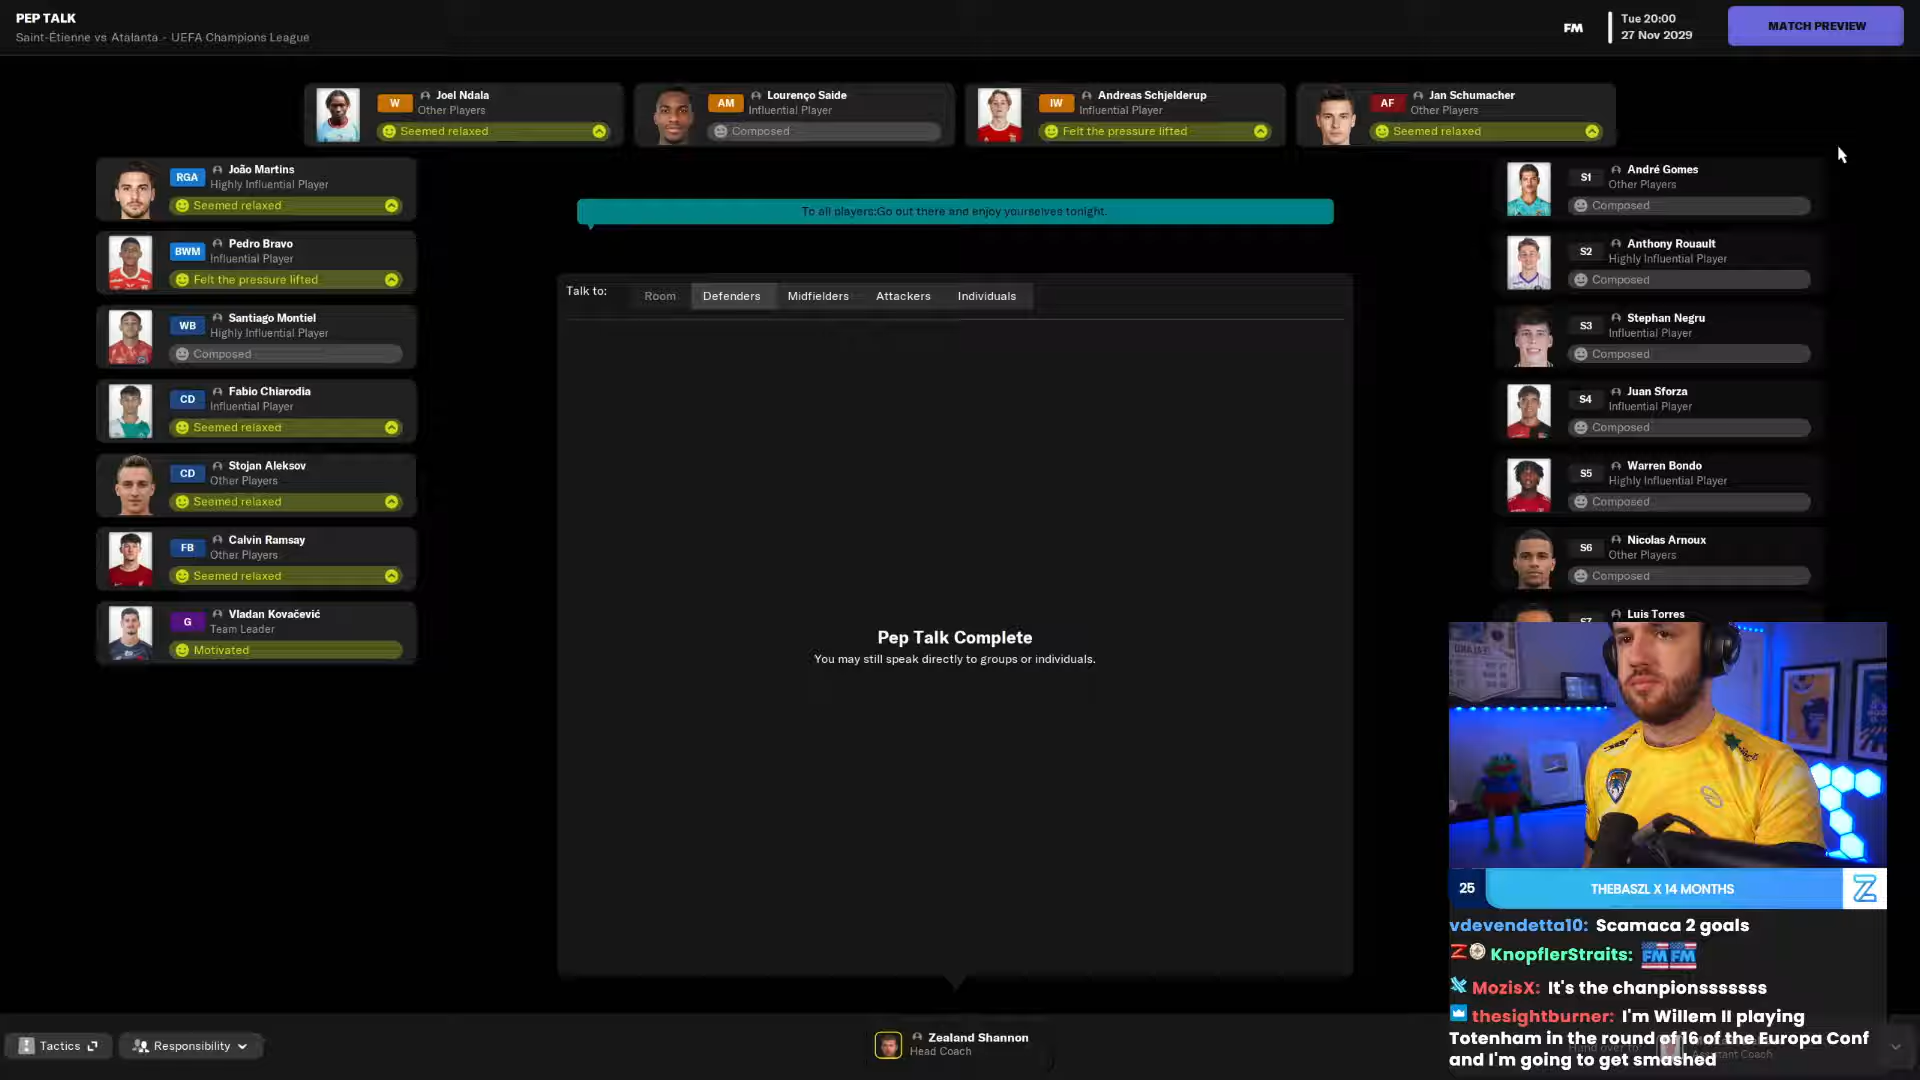 PEP TALK
Saint-Étienne vs Atalanta - UEFA Champions League
FM
Tue 20:00
27 Nov 2029
MATCH PREVIEW
W
Joel Ndala
Other Players
Seemed relaxed
AM
Lourenço Saide
Influential Player
Composed
IW
Andreas Schjelderup
Influential Player
Felt the pressure lifted
AF
Jan Schumacher
Other Players
Seemed relaxed
RGA
João Martins
Highly Influential Player
Seemed relaxed
BWM
Pedro Bravo
Influential Player
Felt the pressure lifted
WB
Santiago Montiel
Highly Influential Player
Composed
CD
Fabio Chiarodia
Influential Player
Seemed relaxed
CD
Stojan Aleksov
Other Players
Seemed relaxed
FB
Calvin Ramsay
Other Players
Seemed relaxed
G
Vladan Kovačević
Team Leader
Motivated
To all players:Go out there and enjoy yourselves tonight.
Talk to:
Room
Defenders
Midfielders
Attackers
Individuals
Pep Talk Complete
You may still speak directly to groups or individuals.
S1
André Gomes
Other Players
Composed
S2
Anthony Rouault
Highly Influential Player
Composed
S3
Stephan Negru
Influential Player
Composed
S4
Juan Sforza
Influential Player
Composed
S5
Warren Bondo
Highly Influential Player
Composed
S6
Nicolas Arnoux
Other Players
Composed
S7
Luis Torres
25
THEBASZL X 14 MONTHS
Z
vdevendetta10: Scamaca 2 goals
KnopflerStraits: FM FM
MozisX: It's the chanpionsssssss
thesightburner: I'm Willem II playing
Totenham in the round of 16 of the Europa Conf
and I'm going to get smashed
Tactics
Responsibility
Zealand Shannon
Head Coach
Hand over to
Assistant Coach